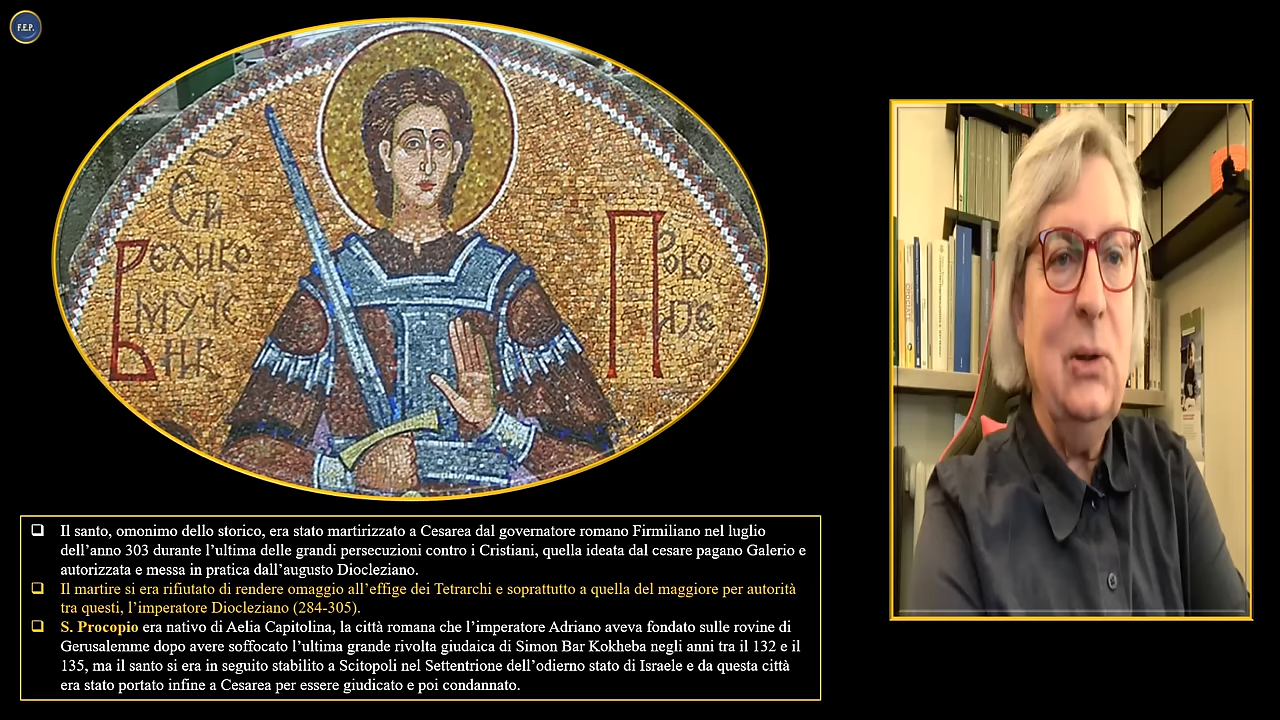 F.E.P.
Си
ВЕЛИКО
МУЧЕ
НИК
ПРОКО
ПЕ
❑ Il santo, omonimo dello storico, era stato martirizzato a Cesarea dal governatore romano Firmiliano nel luglio
dell’anno 303 durante l’ultima delle grandi persecuzioni contro i Cristiani, quella ideata dal cesare pagano Galerio e
autorizzata e messa in pratica dall’augusto Diocleziano.
❑ Il martire si era rifiutato di rendere omaggio all’effige dei Tetrarchi e soprattutto a quella del maggiore per autorità
tra questi, l’imperatore Diocleziano (284-305).
❑ S. Procopio era nativo di Aelia Capitolina, la città romana che l’imperatore Adriano aveva fondato sulle rovine di
Gerusalemme dopo avere soffocato l’ultima grande rivolta giudaica di Simon Bar Kokheba negli anni tra il 132 e il
135, ma il santo si era in seguito stabilito a Scitopoli nel Settentrione dell’odierno stato di Israele e da questa città
era stato portato infine a Cesarea per essere giudicato e poi condannato.